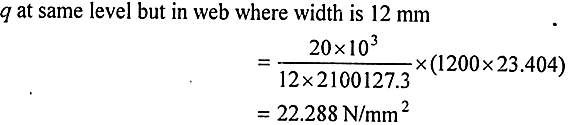 q at same level but in web where width is 12 mm
= 20×10³ / 12×2100127.3 ×(1200×23.404)
= 22.288 N/mm²